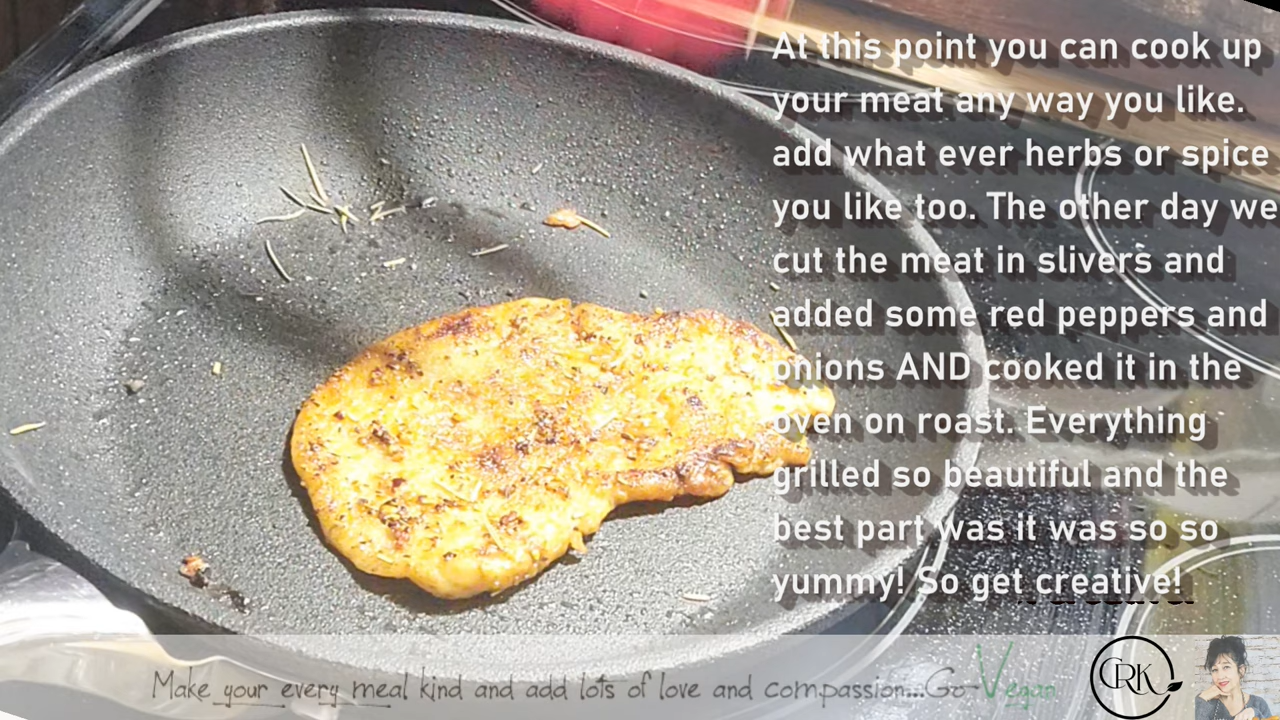 At this point you can cook up
your meat any way you like.
add what ever herbs or spice
you like too. The other day we
cut the meat in slivers and
added some red peppers and
onions AND cooked it in the
oven on roast. Everything
grilled so beautiful and the
best part was it was so so
yummy! So get creative!
Make your every meal kind and add lots of love and compassion...Go Vegan
CRK